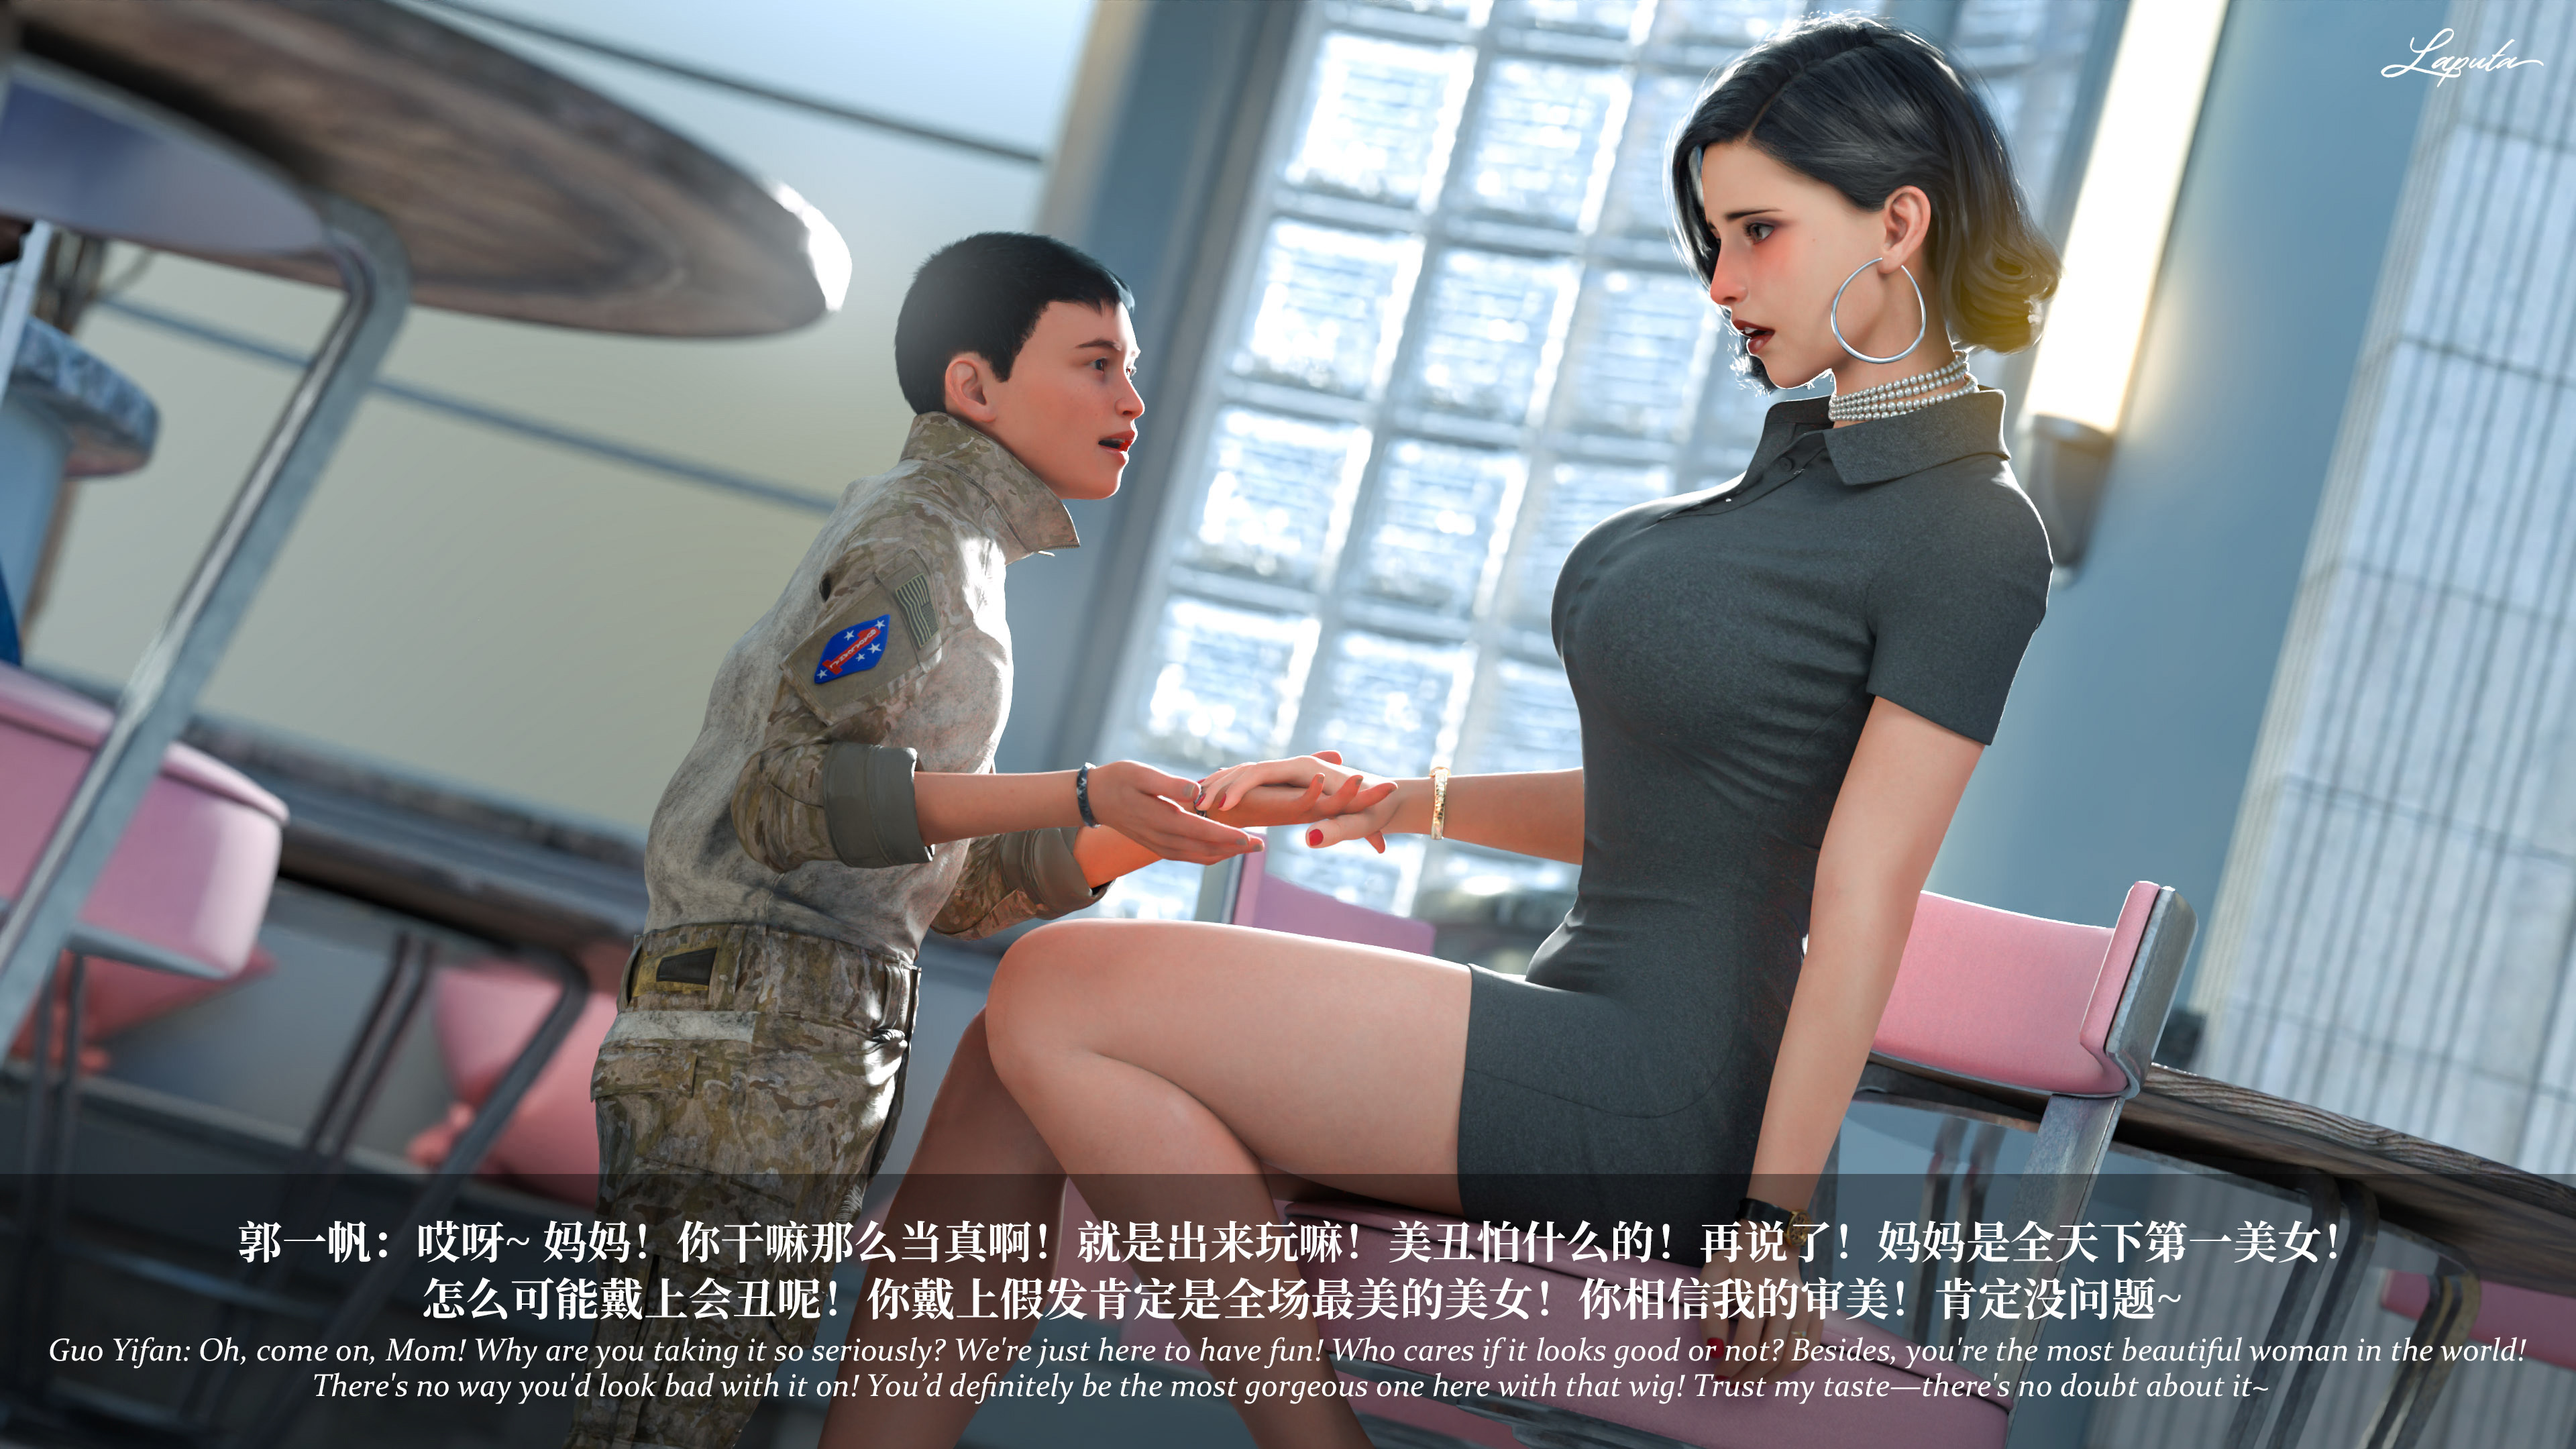 Laputa
郭一帆：哎呀~ 妈妈！你干嘛那么当真啊！就是出来玩嘛！美丑怕什么的！再说了！妈妈是全天下第一美女！
怎么可能戴上会丑呢！你戴上假发肯定是全场最美的美女！你相信我的审美！肯定没问题~
Guo Yifan: Oh, come on, Mom! Why are you taking it so seriously? We're just here to have fun! Who cares if it looks good or not? Besides, you're the most beautiful woman in the world!
There's no way you'd look bad with it on! You’d definitely be the most gorgeous one here with that wig! Trust my taste—there's no doubt about it~